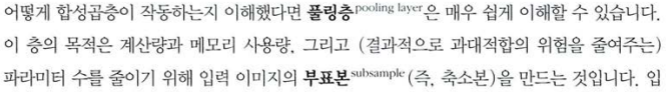 어떻게 합성곱층이 작동하는지 이해했다면 풀링층pooling layer은 매우 쉽게 이해할 수 있습니다.
이 층의 목적은 계산량과 메모리 사용량, 그리고 (결과적으로 과대적합의 위험을 줄여주는)
파라미터 수를 줄이기 위해 입력 이미지의 부표본subsample(즉, 축소본)을 만드는 것입니다. 입